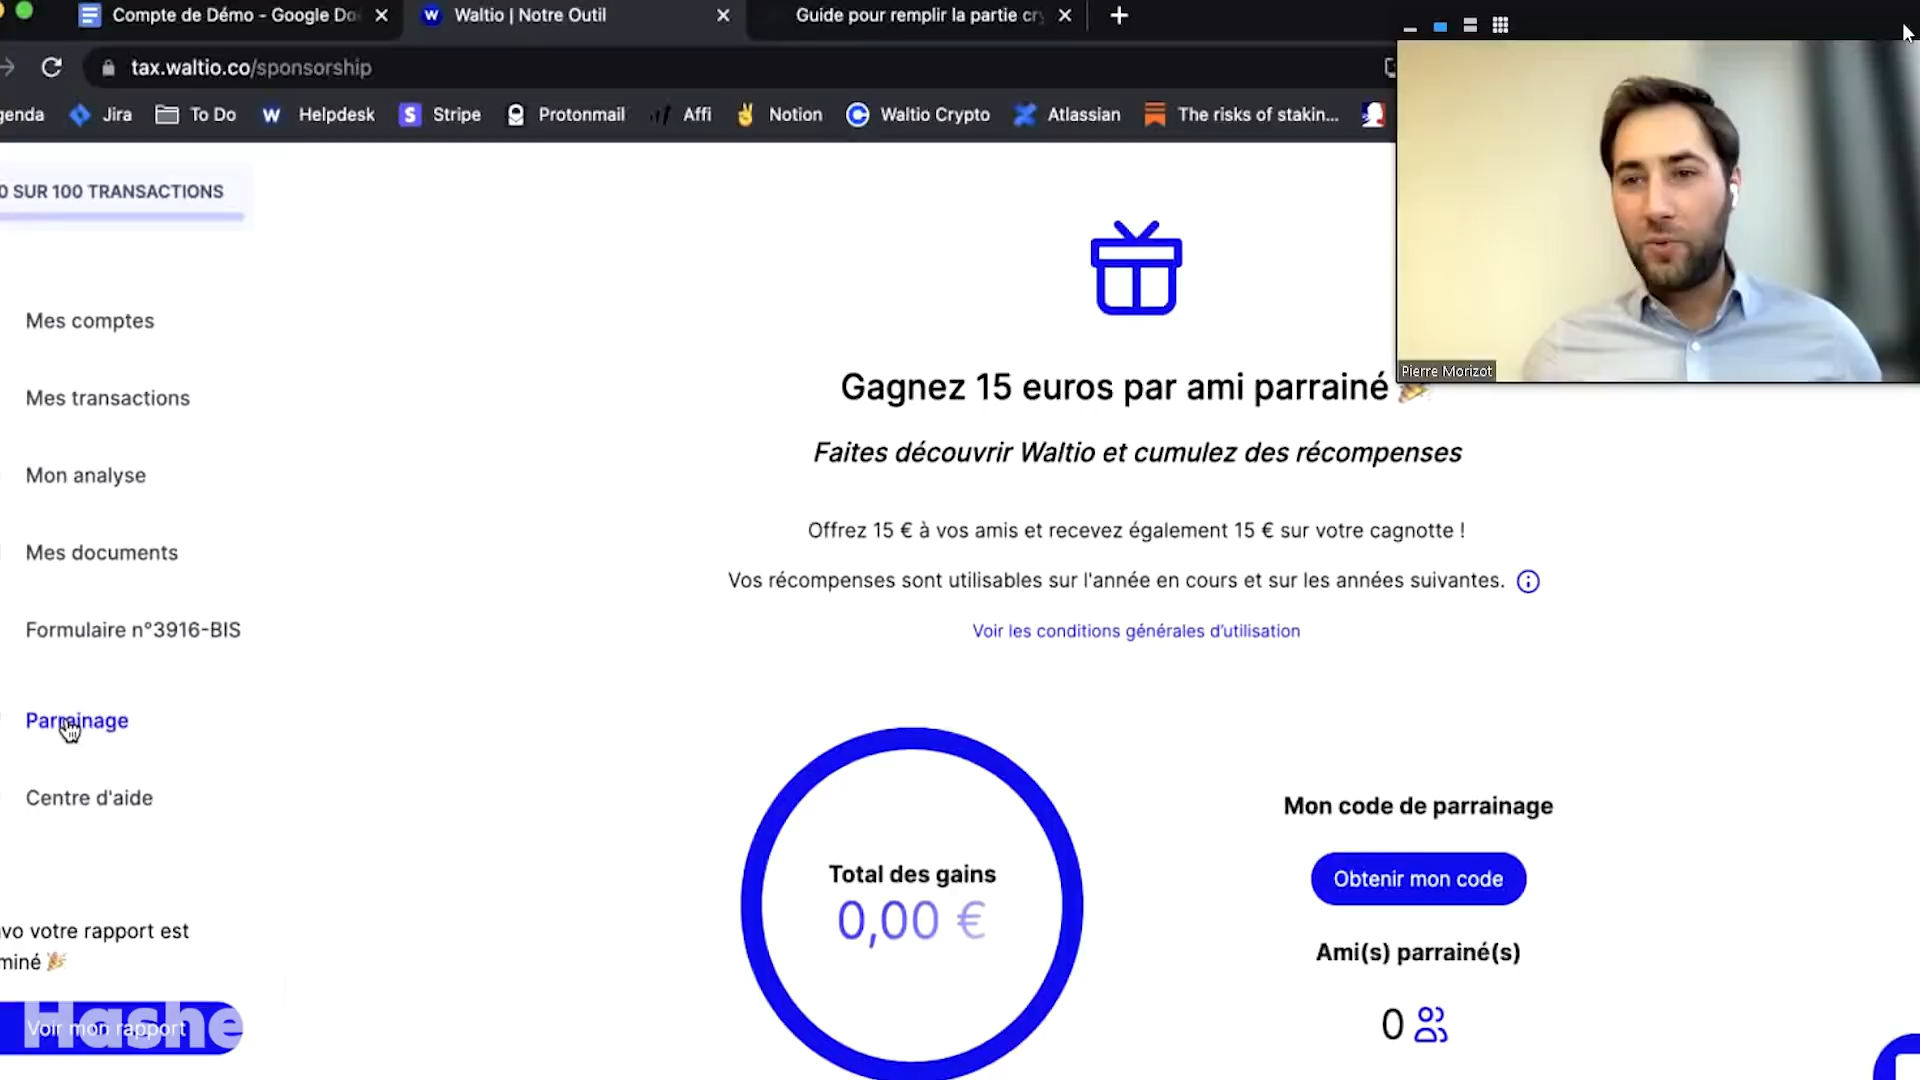 Compte de Démo - Google Do
Waltio | Notre Outil
Guide pour remplir la partie cry
tax.waltio.co/sponsorship
genda
Jira
To Do
Helpdesk
Stripe
Protonmail
Affi
Notion
Waltio Crypto
Atlassian
The risks of stakin...
0 SUR 100 TRANSACTIONS
Mes comptes
Mes transactions
Mon analyse
Mes documents
Formulaire n°3916-BIS
Parrainage
Centre d'aide
vo votre rapport est
miné
Voir mon rapport
Hashe
Gagnez 15 euros par ami parrainé
Faites découvrir Waltio et cumulez des récompenses
Offrez 15 € à vos amis et recevez également 15 € sur votre cagnotte !
Vos récompenses sont utilisables sur l'année en cours et sur les années suivantes.
Voir les conditions générales d'utilisation
Total des gains
0,00 €
Mon code de parrainage
Obtenir mon code
Ami(s) parrainé(s)
0
Pierre Morizot